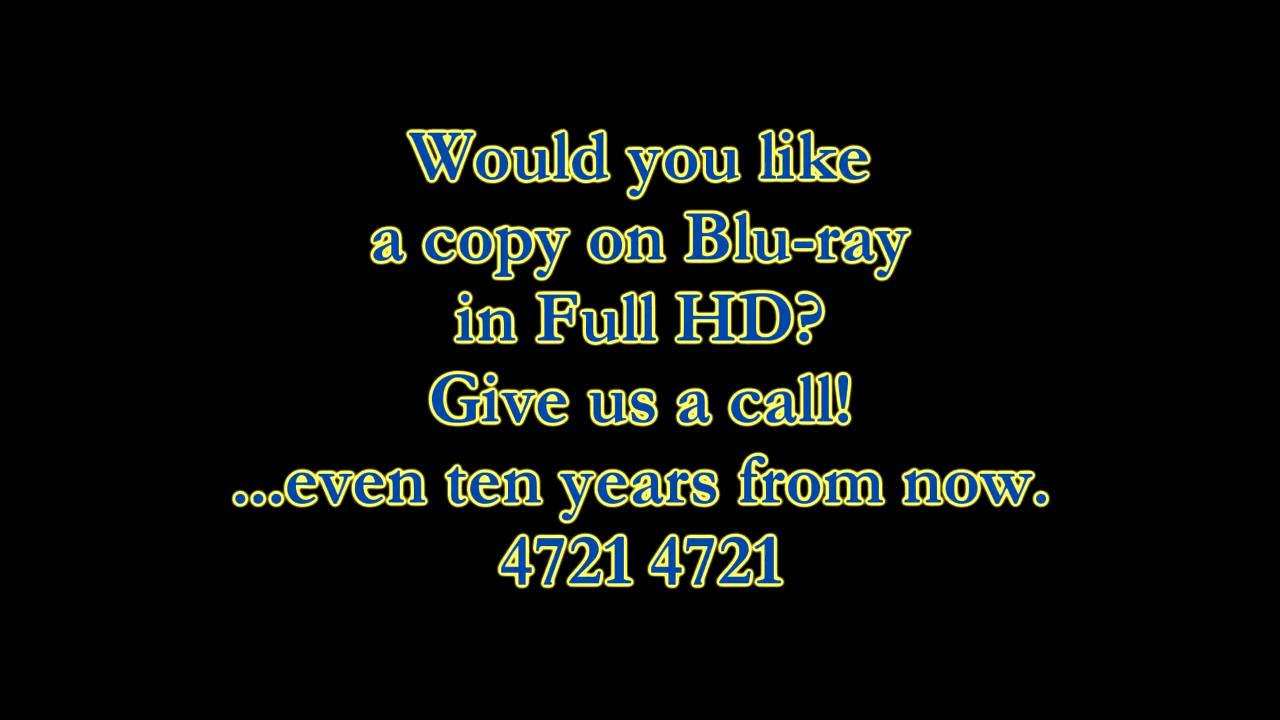 Would you like
a copy on Blu-ray
in Full HD?
Give us a call!
...even ten years from now.
4721 4721